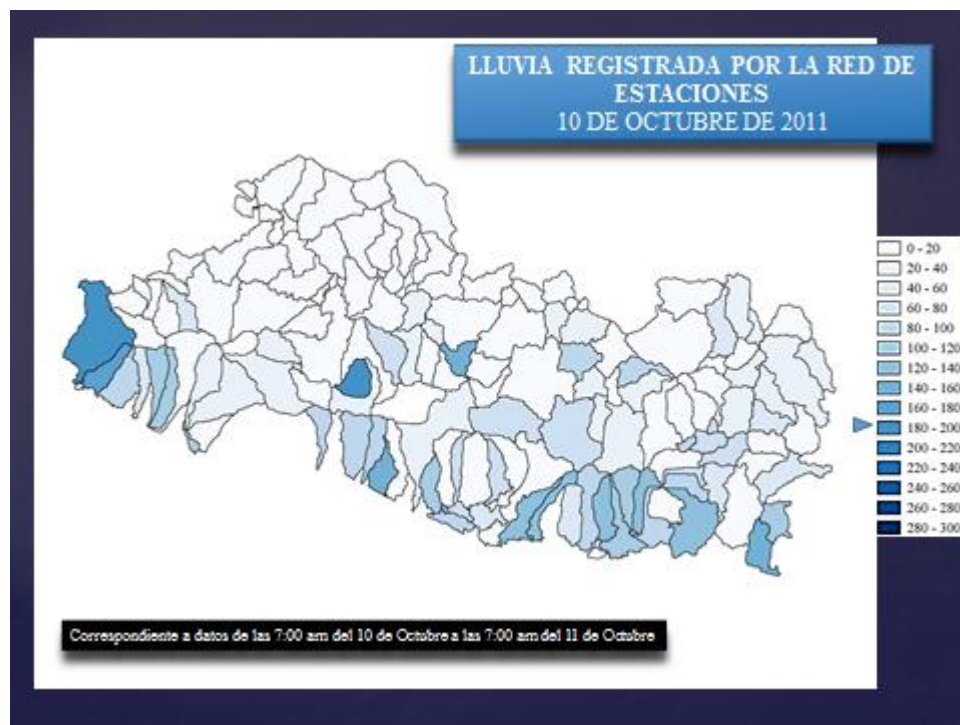 LLUVIA REGISTRADA POR LA RED DE
ESTACIONES
10 DE OCTUBRE DE 2011
0 - 20
20 - 40
40 - 60
60 - 80
80 - 100
100 - 120
120 - 140
140 - 160
160 - 180
180 - 200
200 - 220
220 - 240
240 - 260
260 - 280
280 - 300
Correspondiente a datos de las 7:00 am del 10 de Octubre a las 7:00 am del 11 de Octubre